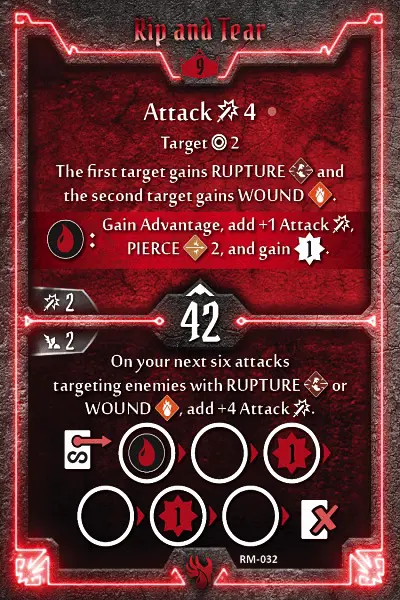 Rip and Tear
9
Attack 4
Target 2
The first target gains RUPTURE and
the second target gains WOUND .
: Gain Advantage, add +1 Attack ,
PIERCE 2, and gain 1 .
2
42
2
On your next six attacks
targeting enemies with RUPTURE or
WOUND , add +4 Attack .
S
1
1
RM-032